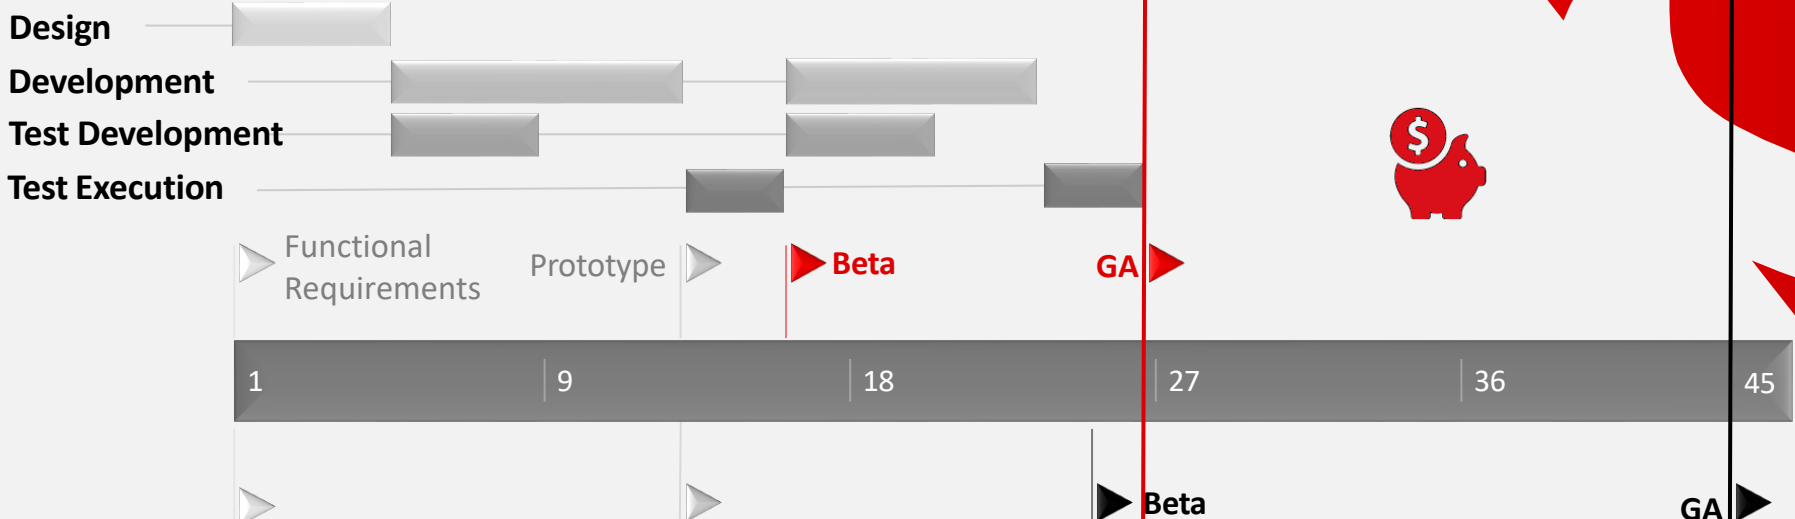 Design
Development
Test Development
Test Execution
Functional
Requirements
Prototype
Beta
GA
$
1
9
18
27
36
45
Beta
GA